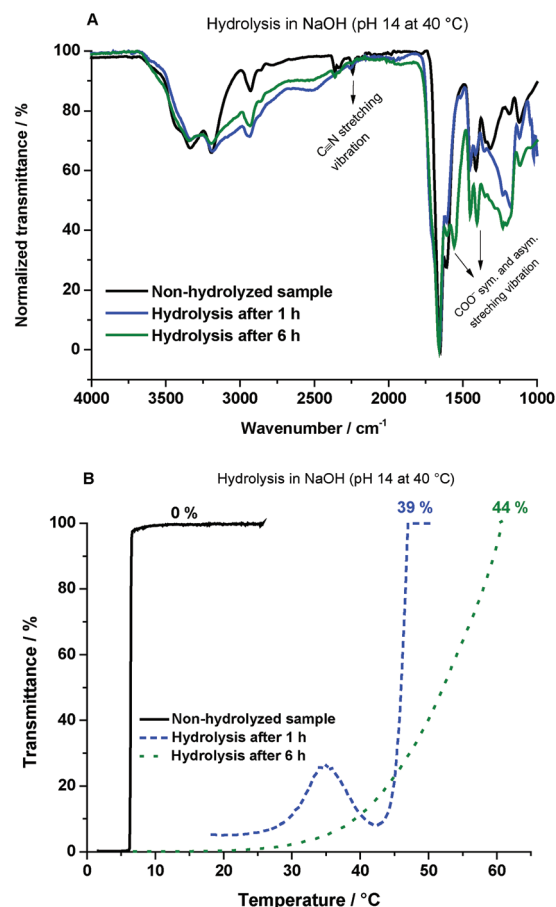 A
Hydrolysis in NaOH (pH 14 at 40 °C)
Normalized transmittance / %
100
80
60
40
20
0
C≡N stretching
vibration
COO⁻ sym. and asym.
streching vibration
Non-hydrolyzed sample
Hydrolysis after 1 h
Hydrolysis after 6 h
4000 3500 3000 2500 2000 1500 1000
Wavenumber / cm⁻¹
B
Hydrolysis in NaOH (pH 14 at 40 °C)
0 % 39 % 44 %
Transmittance / %
100
80
60
40
20
0
Non-hydrolyzed sample
Hydrolysis after 1 h
Hydrolysis after 6 h
0 10 20 30 40 50 60
Temperature / °C